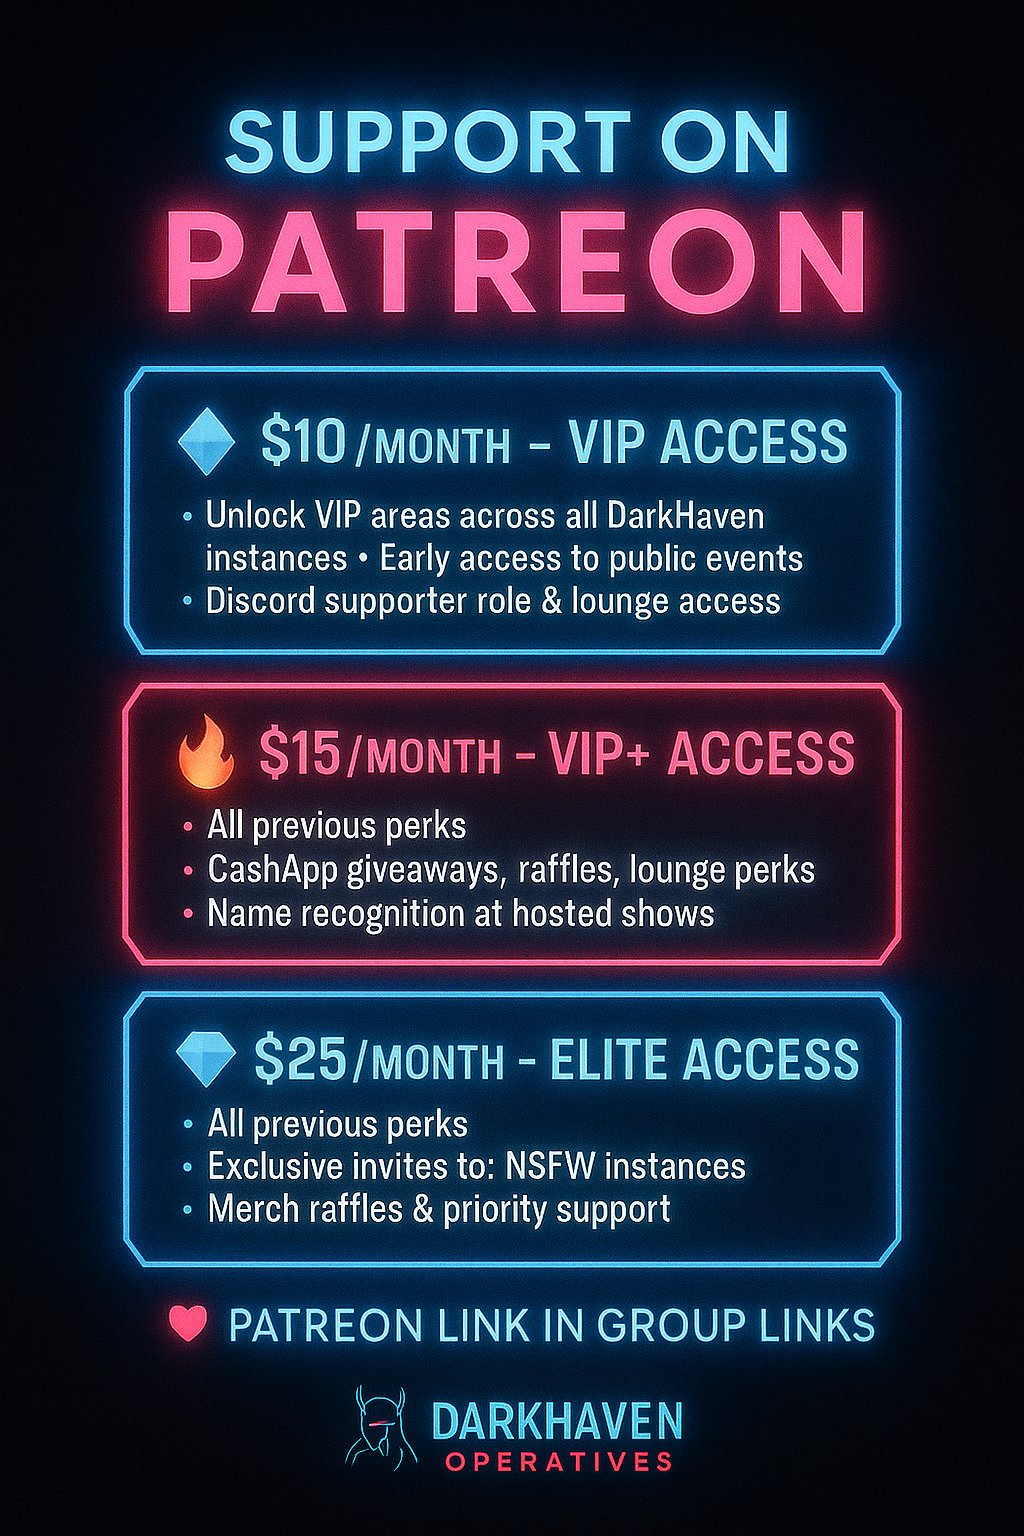 SUPPORT ON
PATREON
$10/MONTH – VIP ACCESS
• Unlock VIP areas across all DarkHaven
instances • Early access to public events
• Discord supporter role & lounge access
$15/MONTH – VIP+ ACCESS
• All previous perks
• CashApp giveaways, raffles, lounge perks
• Name recognition at hosted shows
$25/MONTH – ELITE ACCESS
• All previous perks
• Exclusive invites to: NSFW instances
• Merch raffles & priority support
PATREON LINK IN GROUP LINKS
DARKHAVEN
OPERATIVES